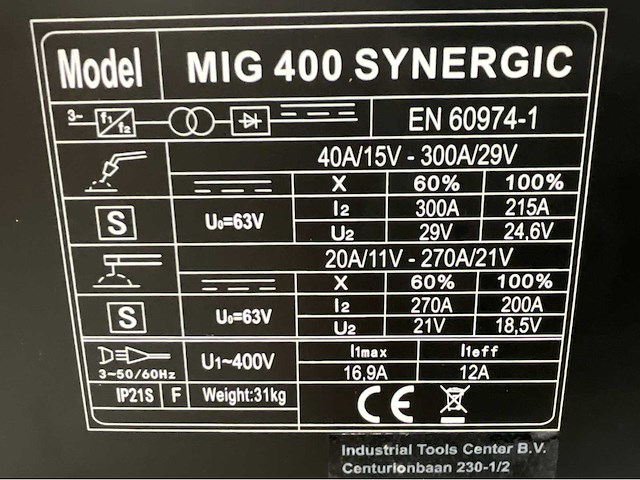 Model MIG 400 SYNERGIC
3~ f1 f2 EN 60974-1
40A/15V - 300A/29V
X 60% 100%
S U₀=63V I2 300A 215A
U2 29V 24,6V
20A/11V - 270A/21V
X 60% 100%
S U₀=63V I2 270A 200A
U2 21V 18,5V
3~50/60Hz U1~400V I1max I1eff
16,9A 12A
IP21S F Weight:31kg CE
Industrial Tools Center B.V.
Centurionbaan 230-1/2